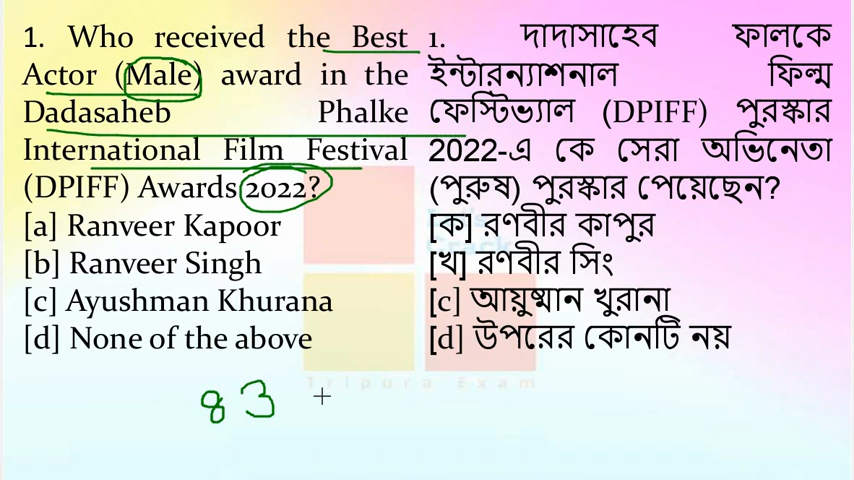 1. Who received the Best
Actor (Male) award in the
Dadasaheb Phalke
International Film Festival
(DPIFF) Awards 2022?
[a] Ranveer Kapoor
[b] Ranveer Singh
[c] Ayushman Khurana
[d] None of the above
1. দাদাসাহেব ফালকে
ইন্টারন্যাশনাল ফিল্ম
ফেস্টিভ্যাল (DPIFF) পুরস্কার
2022-এ কে সেরা অভিনেতা
(পুরুষ) পুরস্কার পেয়েছেন?
[ক] রণবীর কাপুর
[খ] রণবীর সিং
[c] আয়ুষ্মান খুরানা
[d] উপরের কোনটি নয়
Crack
Tripura Exam
83